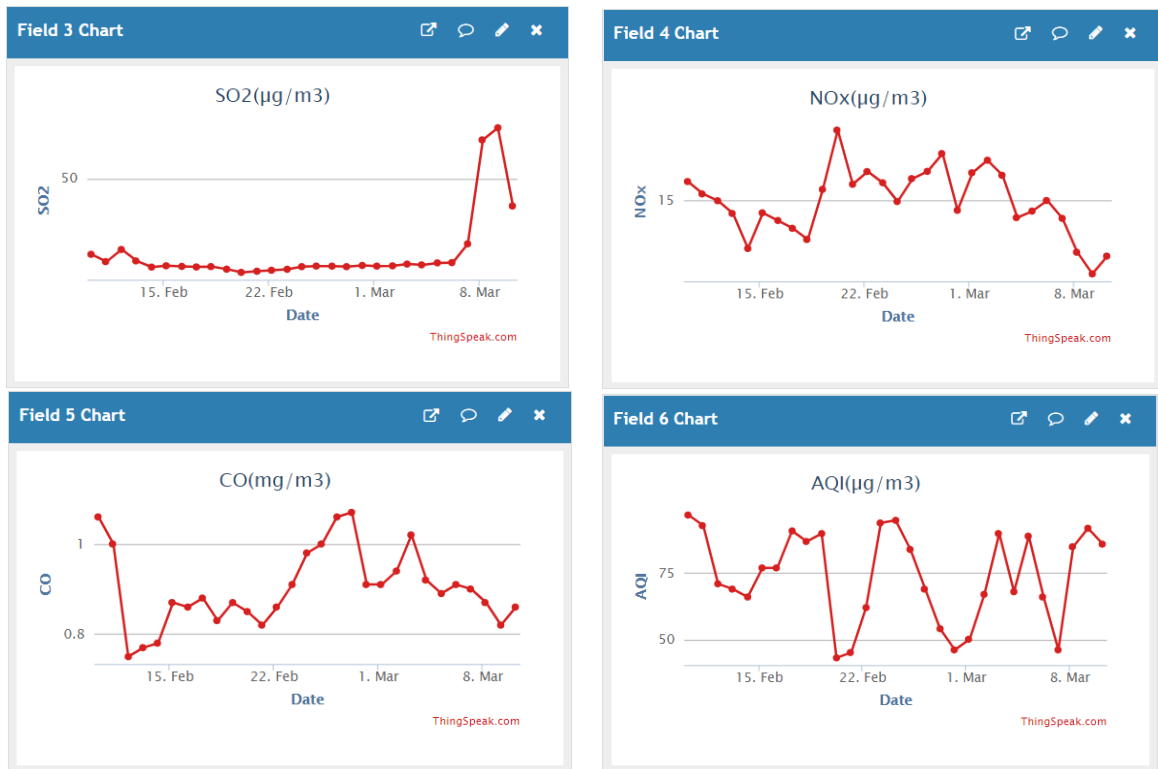 Field 3 Chart
SO2(µg/m3)
50
SO2
15. Feb 22. Feb 1. Mar 8. Mar
Date
ThingSpeak.com
Field 4 Chart
NOx(µg/m3)
15
NOx
15. Feb 22. Feb 1. Mar 8. Mar
Date
ThingSpeak.com
Field 5 Chart
CO(mg/m3)
1
CO
0.8
15. Feb 22. Feb 1. Mar 8. Mar
Date
ThingSpeak.com
Field 6 Chart
AQI(µg/m3)
75
AQI
50
15. Feb 22. Feb 1. Mar 8. Mar
Date
ThingSpeak.com